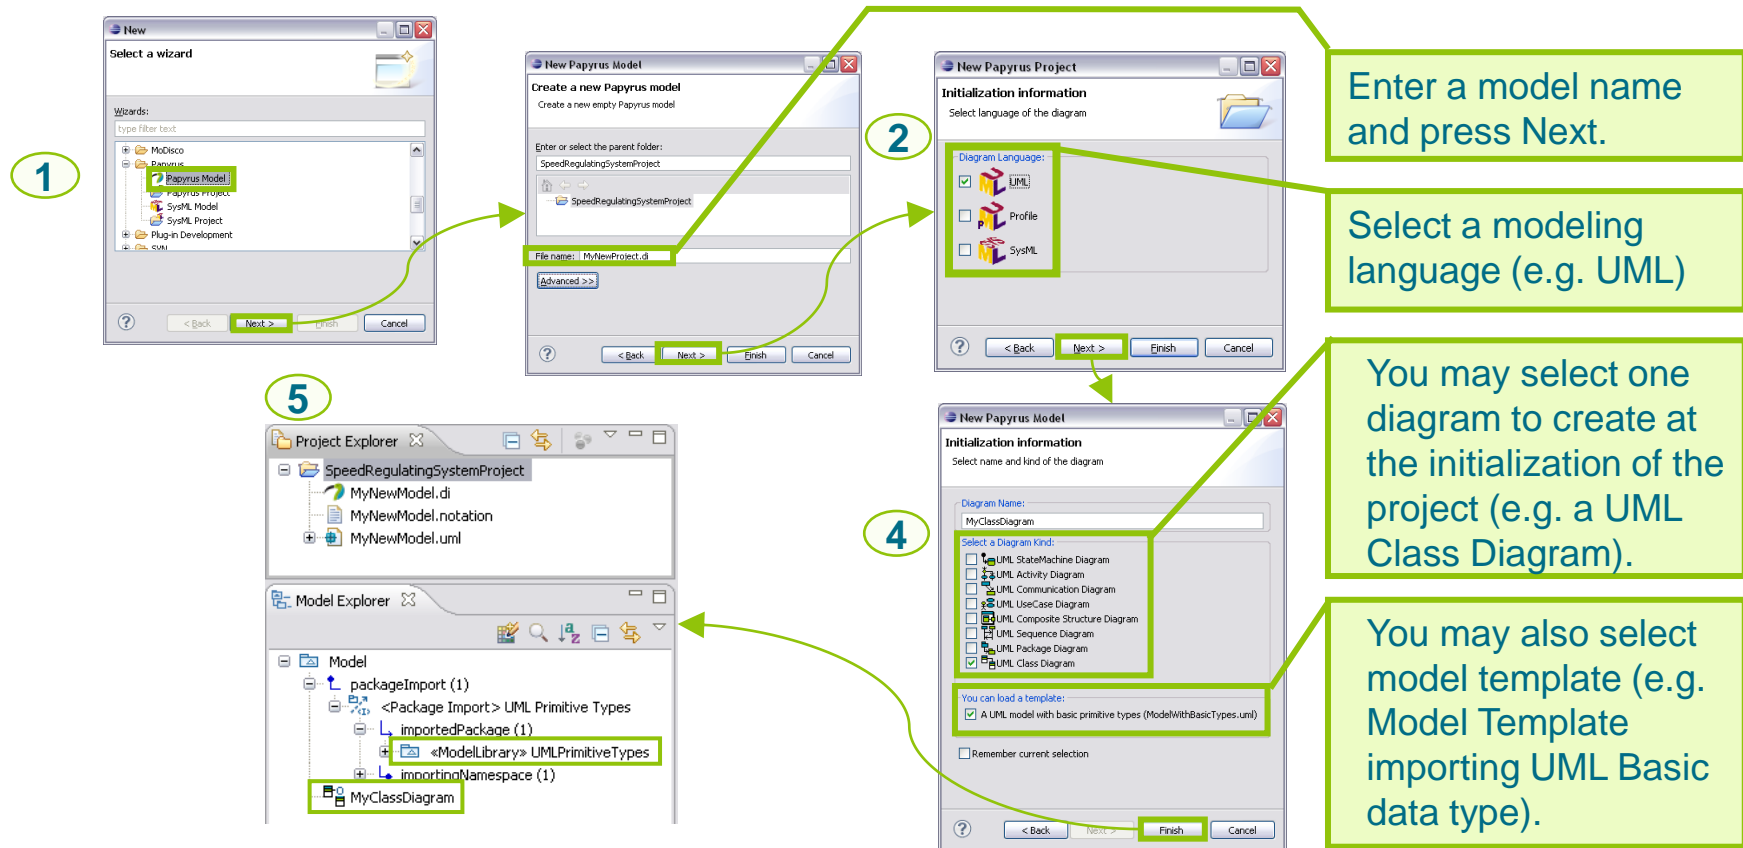 1
New
Select a wizard
Wizards:
type filter text
MoDisco
Papyrus
Papyrus Model
Papyrus Project
SysML Model
SysML Project
Plug-in Development
SVN
< Back
Next >
Finish
Cancel
New Papyrus Model
Create a new Papyrus model
Create a new empty Papyrus model
Enter or select the parent folder:
SpeedRegulatingSystemProject
SpeedRegulatingSystemProject
File name: MyNewProject.di
Advanced >>
< Back
Next >
Finish
Cancel
2
New Papyrus Project
Initialization information
Select language of the diagram
Diagram Language:
UML
Profile
SysML
< Back
Next >
Finish
Cancel
Enter a model name
and press Next.
Select a modeling
language (e.g. UML)
4
New Papyrus Model
Initialization information
Select name and kind of the diagram
Diagram Name:
MyClassDiagram
Select a Diagram Kind:
UML StateMachine Diagram
UML Activity Diagram
UML Communication Diagram
UML UseCase Diagram
UML Composite Structure Diagram
UML Sequence Diagram
UML Package Diagram
UML Class Diagram
You can load a template:
A UML model with basic primitive types (ModelWithBasicTypes.uml)
Remember current selection
< Back
Next >
Finish
Cancel
You may select one
diagram to create at
the initialization of the
project (e.g. a UML
Class Diagram).
You may also select
model template (e.g.
Model Template
importing UML Basic
data type).
5
Project Explorer
SpeedRegulatingSystemProject
MyNewModel.di
MyNewModel.notation
MyNewModel.uml
Model Explorer
Model
packageImport (1)
<Package Import> UML Primitive Types
importedPackage (1)
«ModelLibrary» UMLPrimitiveTypes
importingNamespace (1)
MyClassDiagram